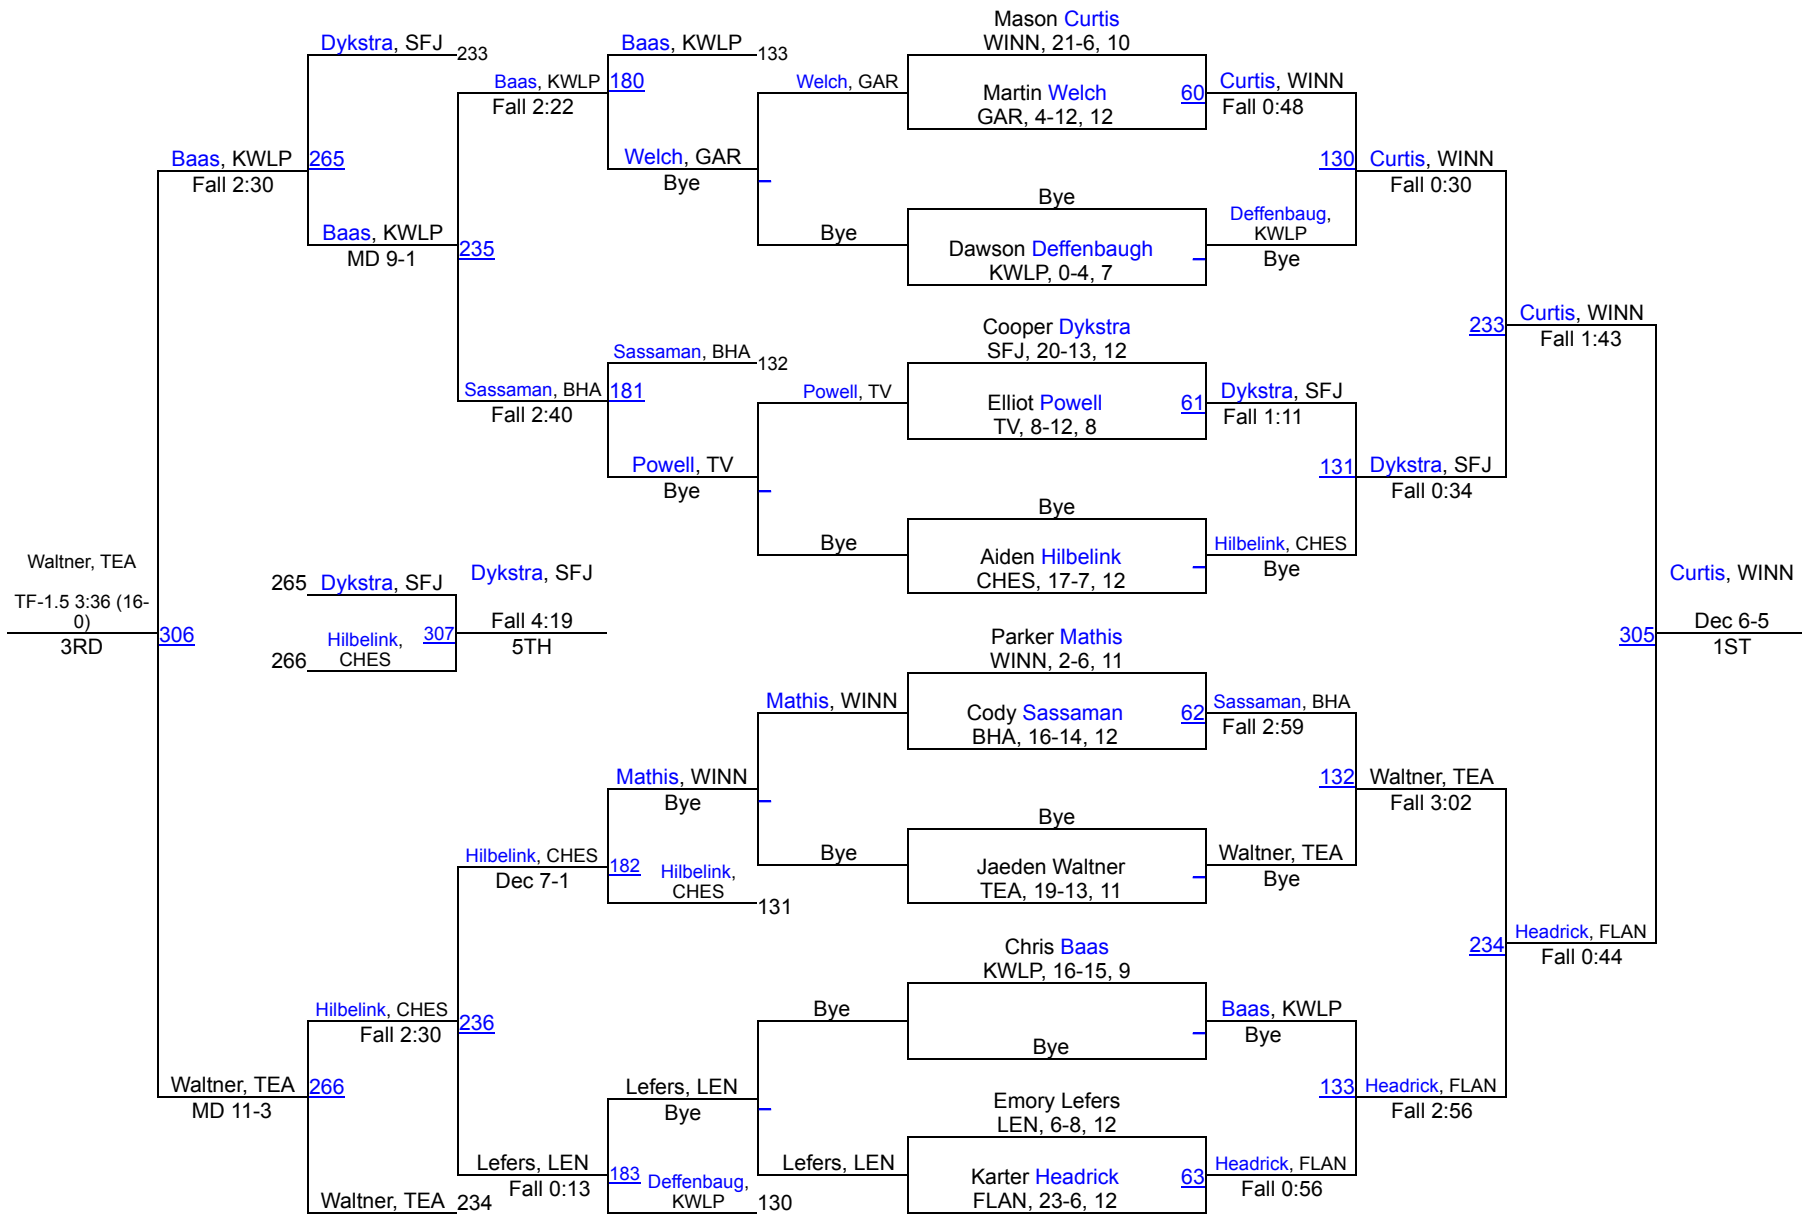 Mason Curtis
WINN, 21-6, 10
Dykstra, SFJ
233
Baas, KWLP
133
Baas, KWLP
180
Fall 2:22
Welch, GAR
Martin Welch
GAR, 4-12, 12
60
Curtis, WINN
Fall 0:48
Baas, KWLP
265
Fall 2:30
Welch, GAR
Bye
130
Curtis, WINN
Fall 0:30
Baas, KWLP
MD 9-1
235
Bye
Bye
Dawson Deffenbaugh
KWLP, 0-4, 7
Deffenbaug,
KWLP
Bye
Cooper Dykstra
SFJ, 20-13, 12
233
Curtis, WINN
Fall 1:43
Sassaman, BHA
132
Sassaman, BHA
181
Fall 2:40
Powell, TV
Elliot Powell
TV, 8-12, 8
61
Dykstra, SFJ
Fall 1:11
Powell, TV
Bye
131
Dykstra, SFJ
Fall 0:34
Bye
Bye
Aiden Hilbelink
CHES, 17-7, 12
Hilbelink, CHES
Bye
Waltner, TEA
TF-1.5 3:36 (16-
0)
3RD
306
265
Dykstra, SFJ
266
Hilbelink,
CHES
307
Dykstra, SFJ
Fall 4:19
5TH
Curtis, WINN
305
Dec 6-5
1ST
Parker Mathis
WINN, 2-6, 11
Mathis, WINN
Cody Sassaman
BHA, 16-14, 12
62
Sassaman, BHA
Fall 2:59
Mathis, WINN
Bye
132
Waltner, TEA
Fall 3:02
Bye
Hilbelink, CHES
Dec 7-1
182
Hilbelink,
CHES
131
Bye
Jaeden Waltner
TEA, 19-13, 11
Waltner, TEA
Bye
Chris Baas
KWLP, 16-15, 9
234
Headrick, FLAN
Fall 0:44
Hilbelink, CHES
Fall 2:30
236
Bye
Bye
Baas, KWLP
Bye
Waltner, TEA
MD 11-3
266
Lefers, LEN
Bye
Emory Lefers
LEN, 6-8, 12
133
Headrick, FLAN
Fall 2:56
Lefers, LEN
Fall 0:13
183
Deffenbaug,
KWLP
130
Lefers, LEN
Karter Headrick
FLAN, 23-6, 12
63
Headrick, FLAN
Fall 0:56
Waltner, TEA
234